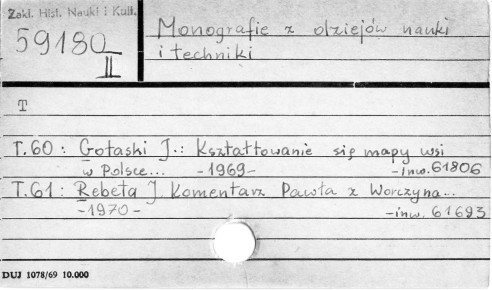 Zakł. Hist. Nauki i Kult.
59180
II
Monografie z dziejów nauki
i techniki
T
T.60: Gołaski J.: Kształtowanie się mapy wsi
w Polsce... -1969- -inw. 61806
T.61: Rebeta J. Komentarz Pawła z Worczyna...
-1970- -inw. 61693
DUJ 1078/69 10.000